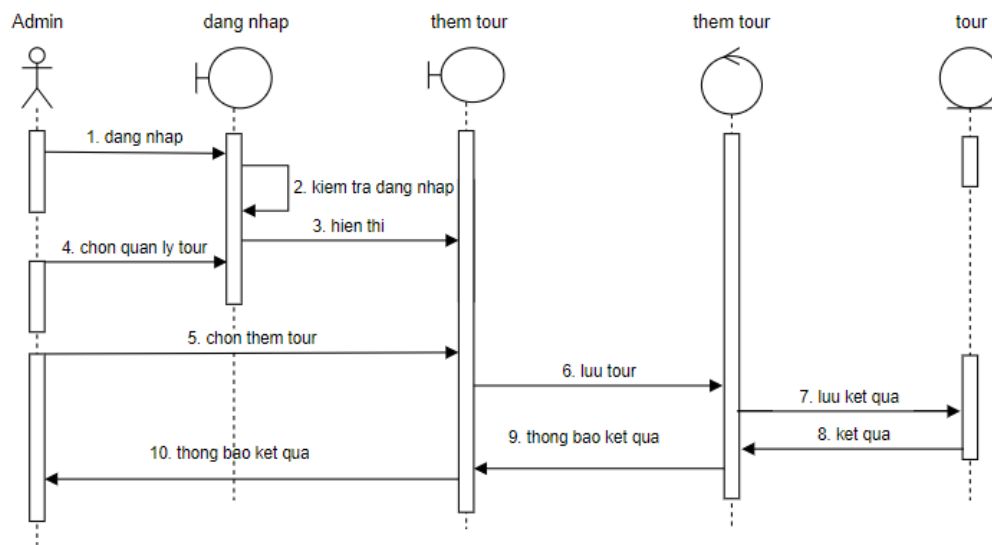 Admin
dang nhap
them tour
them tour
tour
1. dang nhap
2. kiem tra dang nhap
3. hien thi
4. chon quan ly tour
5. chon them tour
6. luu tour
7. luu ket qua
8. ket qua
9. thong bao ket qua
10. thong bao ket qua